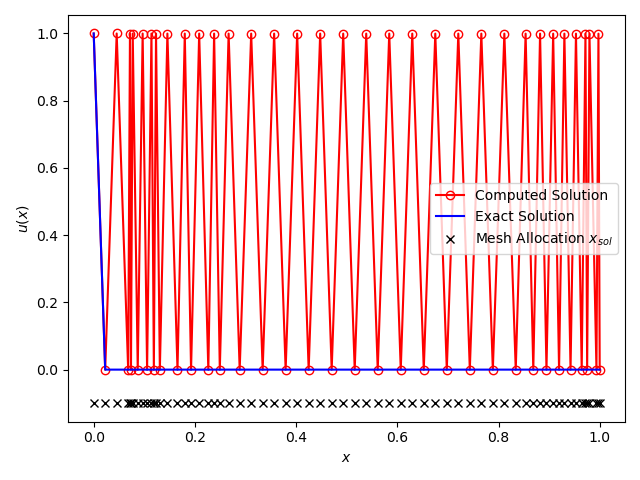 1.0
0.8
0.6
0.4
0.2
0.0
u(x)
0.0 0.2 0.4 0.6 0.8 1.0
x
Computed Solution
Exact Solution
Mesh Allocation x_sol